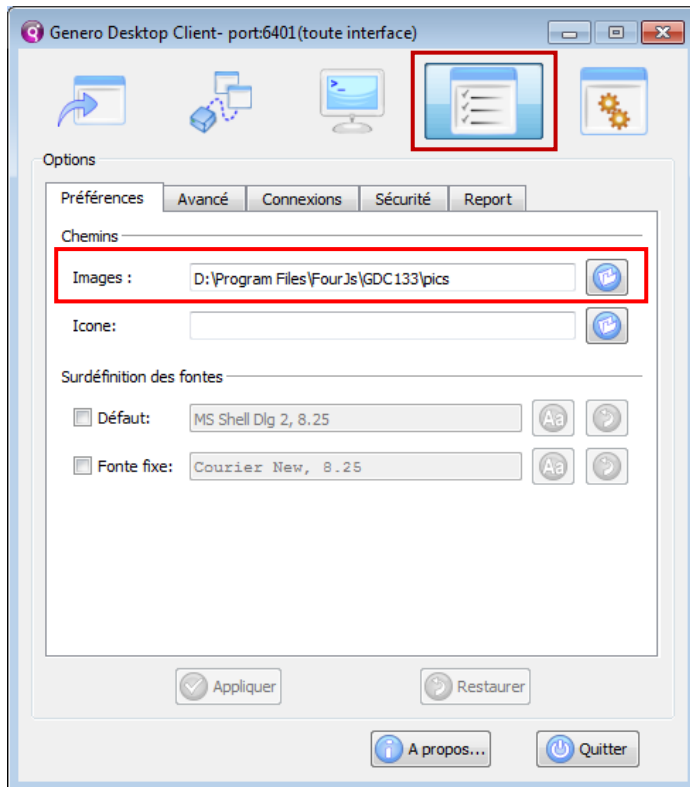 Genero Desktop Client- port:6401(toute interface)
Options
Préférences Avancé Connexions Sécurité Report
Chemins
Images : D:\Program Files\FourJs\GDC133\pics
Icone:
Surdéfinition des fontes
Défaut: MS Shell Dlg 2, 8.25 Aa
Fonte fixe: Courier New, 8.25 Aa
Appliquer Restaurer
A propos... Quitter